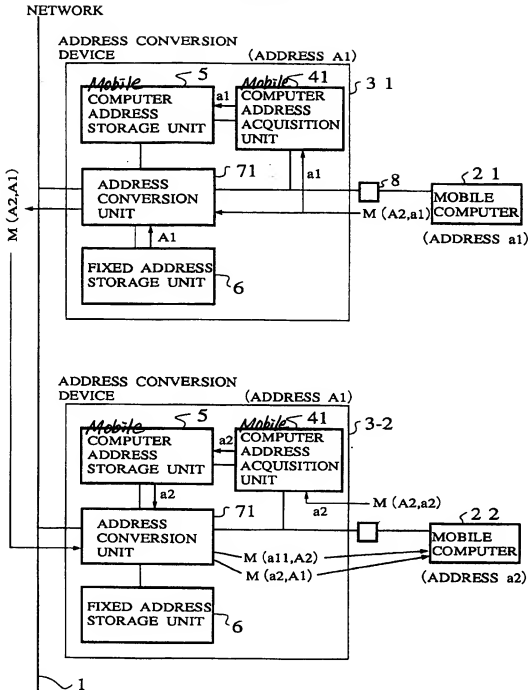 NETWORK
ADDRESS CONVERSION
DEVICE
(ADDRESS A1)
Mobile 5
COMPUTER
ADDRESS
STORAGE UNIT
a1
Mobile 41
COMPUTER
ADDRESS
ACQUISITION
UNIT
3 1
ADDRESS
CONVERSION
UNIT
71
a1
8
2 1
MOBILE
COMPUTER
(ADDRESS a1)
M (A2,a1)
M (A2,A1)
A1
FIXED ADDRESS
STORAGE UNIT
6
ADDRESS CONVERSION
DEVICE
(ADDRESS A1)
Mobile 5
COMPUTER
ADDRESS
STORAGE UNIT
a2
Mobile 41
COMPUTER
ADDRESS
ACQUISITION
UNIT
3-2
a2
71
a2
M (A2,a2)
ADDRESS
CONVERSION
UNIT
2 2
MOBILE
COMPUTER
(ADDRESS a2)
M (a11,A2)
M (a2,A1)
FIXED ADDRESS
STORAGE UNIT
6
1